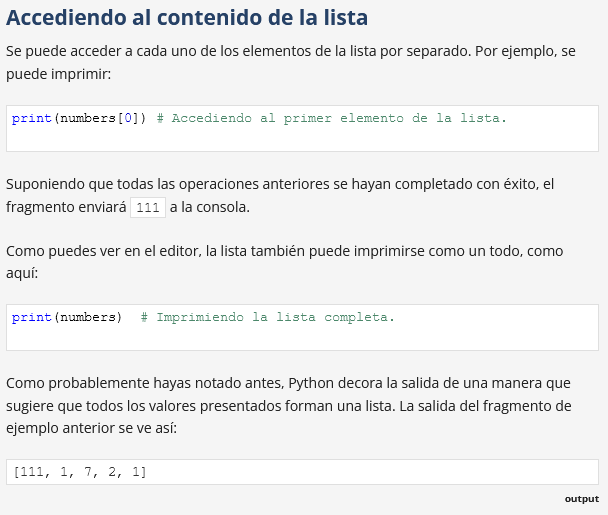 Accediendo al contenido de la lista
Se puede acceder a cada uno de los elementos de la lista por separado. Por ejemplo, se
puede imprimir:
print(numbers[0]) # Accediendo al primer elemento de la lista.
Suponiendo que todas las operaciones anteriores se hayan completado con éxito, el
fragmento enviará 111 a la consola.
Como puedes ver en el editor, la lista también puede imprimirse como un todo, como
aquí:
print(numbers)  # Imprimiendo la lista completa.
Como probablemente hayas notado antes, Python decora la salida de una manera que
sugiere que todos los valores presentados forman una lista. La salida del fragmento de
ejemplo anterior se ve así:
[111, 1, 7, 2, 1]
output